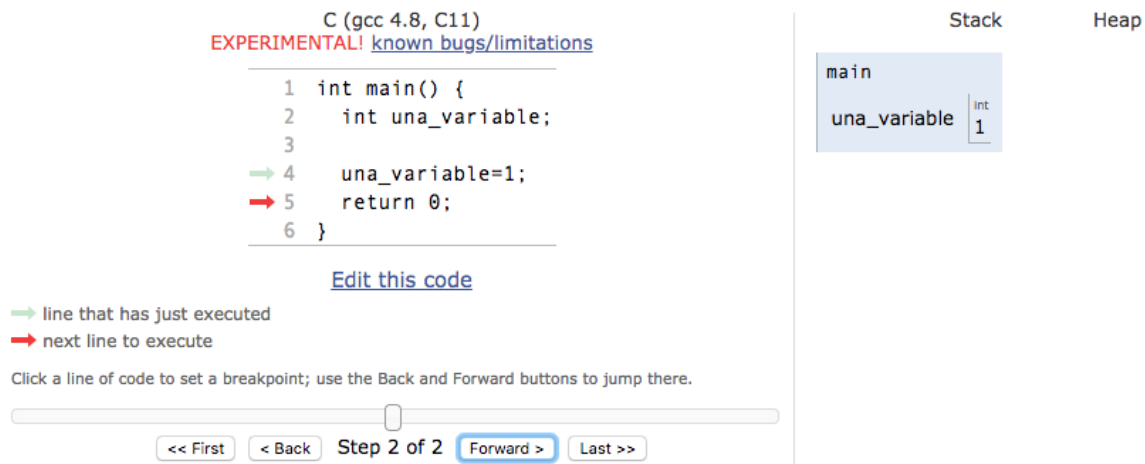 C (gcc 4.8, C11)
EXPERIMENTAL! known bugs/limitations
1 int main() {
2 int una_variable;
3
4 una_variable=1;
5 return 0;
6 }
Edit this code
line that has just executed
next line to execute
Click a line of code to set a breakpoint; use the Back and Forward buttons to jump there.
<< First < Back Step 2 of 2 Forward > Last >>
Stack Heap
main
int
una_variable 1